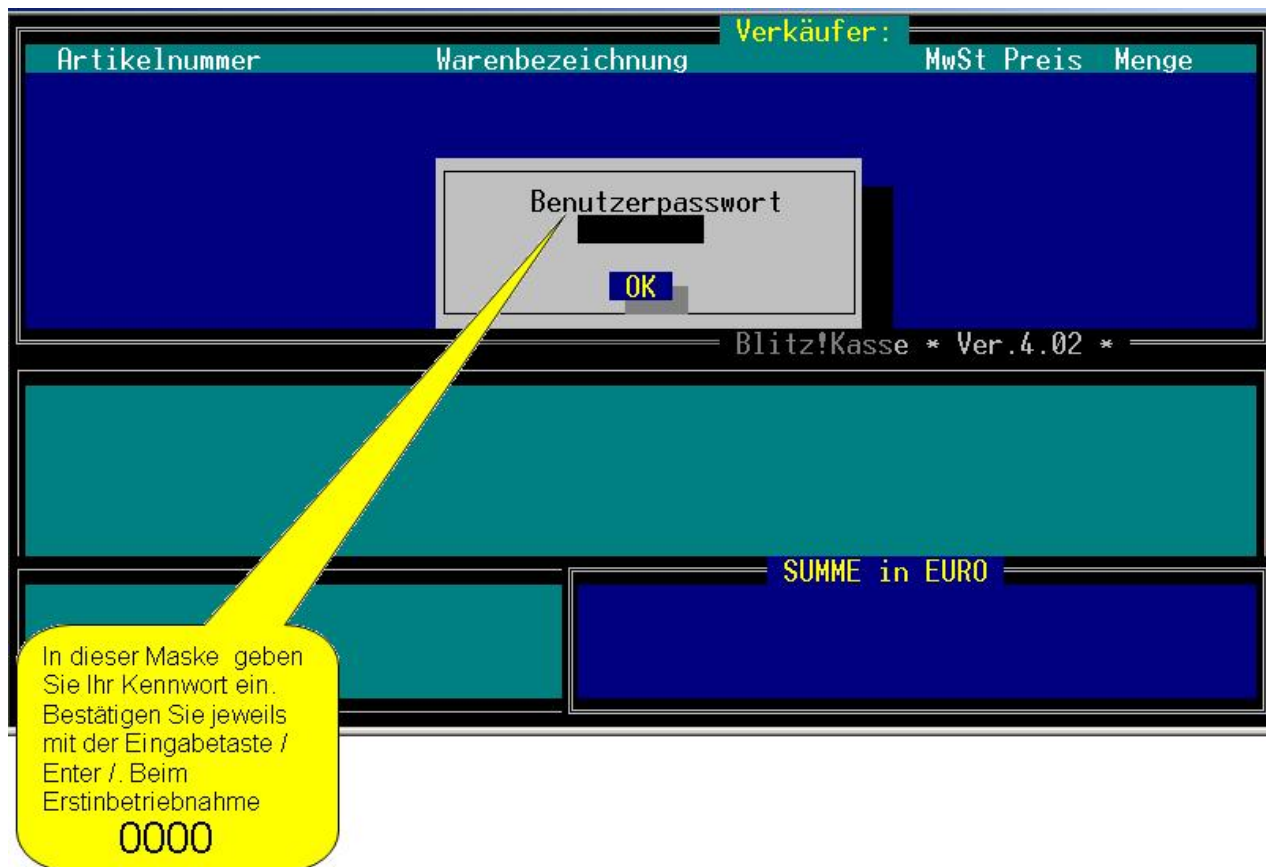 Verkäufer:
Artikelnummer Warenbezeichnung MwSt Preis Menge
Benutzerpasswort
OK
Blitz!Kasse * Ver.4.02 *
SUMME in EURO
In dieser Maske geben
Sie Ihr Kennwort ein.
Bestätigen Sie jeweils
mit der Eingabetaste /
Enter /. Beim
Erstinbetriebnahme
0000